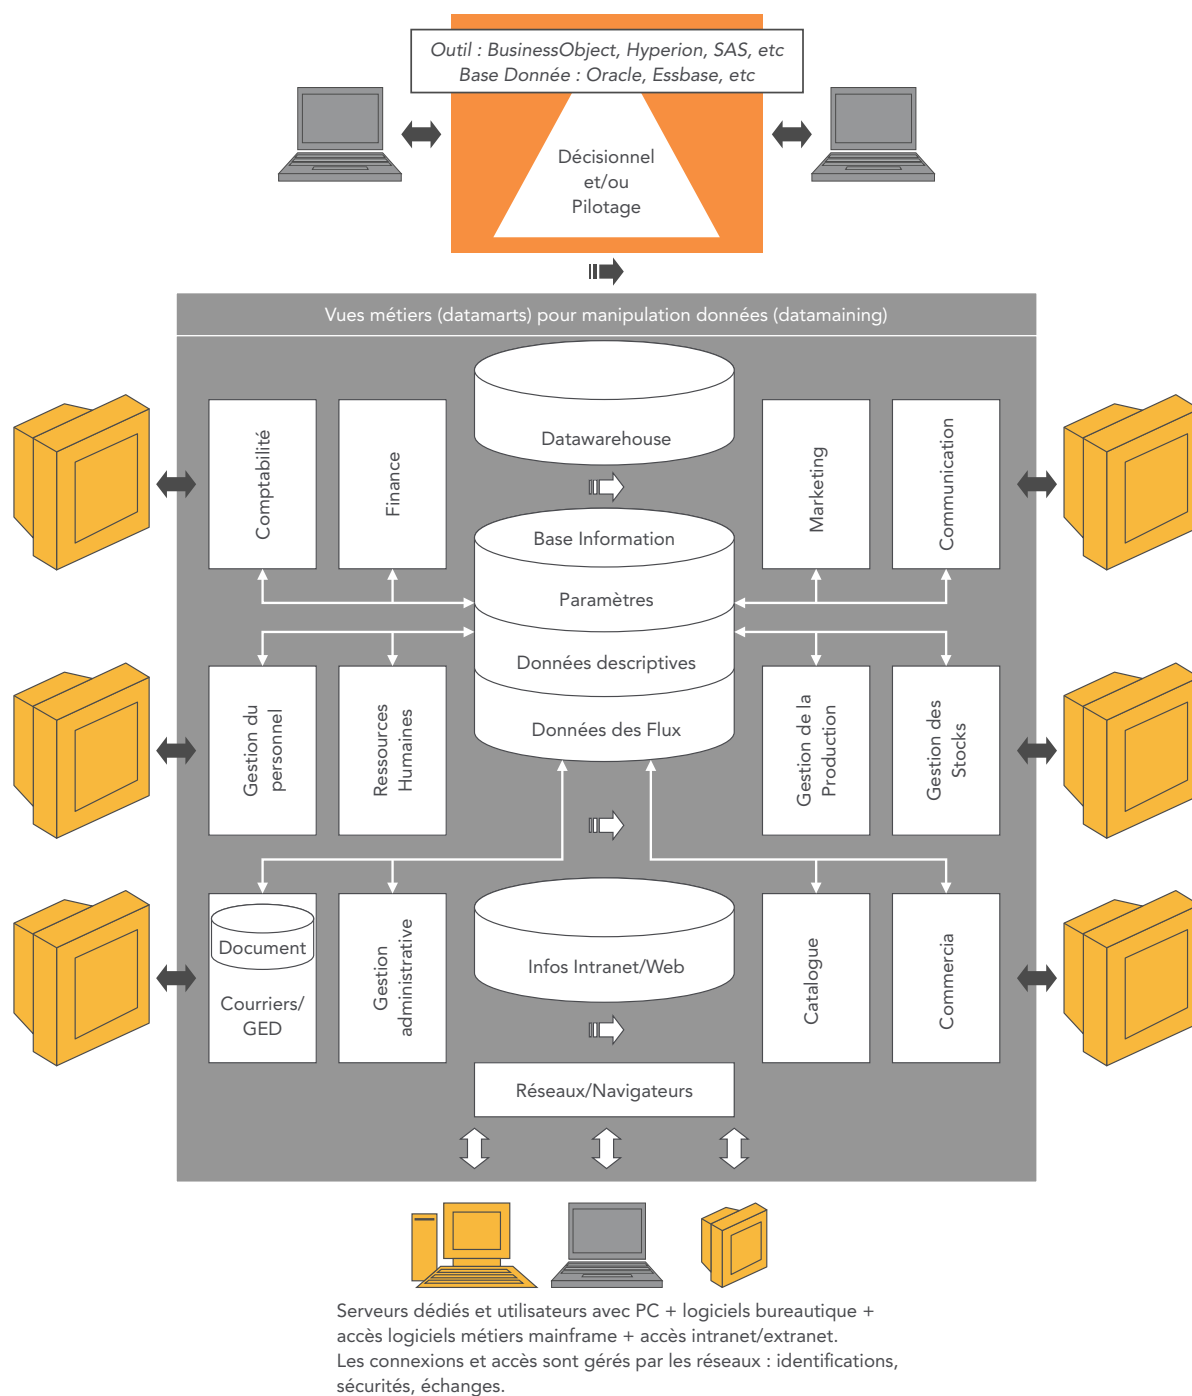 Outil : BusinessObject, Hyperion, SAS, etc
Base Donnée : Oracle, Essbase, etc
Décisionnel
et/ou
Pilotage
Vues métiers (datamarts) pour manipulation données (datamaining)
Datawarehouse
Comptabilité
Finance
Marketing
Communication
Base Information
Paramètres
Données descriptives
Données des Flux
Gestion du
personnel
Ressources
Humaines
Gestion de la
Production
Gestion des
Stocks
Document
Courriers/
GED
Gestion
administrative
Infos Intranet/Web
Catalogue
Commercia
Réseaux/Navigateurs
Serveurs dédiés et utilisateurs avec PC + logiciels bureautique +
accès logiciels métiers mainframe + accès intranet/extranet.
Les connexions et accès sont gérés par les réseaux : identifications,
sécurités, échanges.